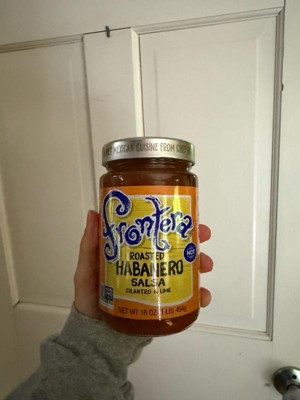 MEXICAN CUISINE FROM CHEF
Frontera
ROASTED
HABANERO
SALSA
CILANTRO & LIME
HOT
NET WT 16 OZ (1 LB) 454g